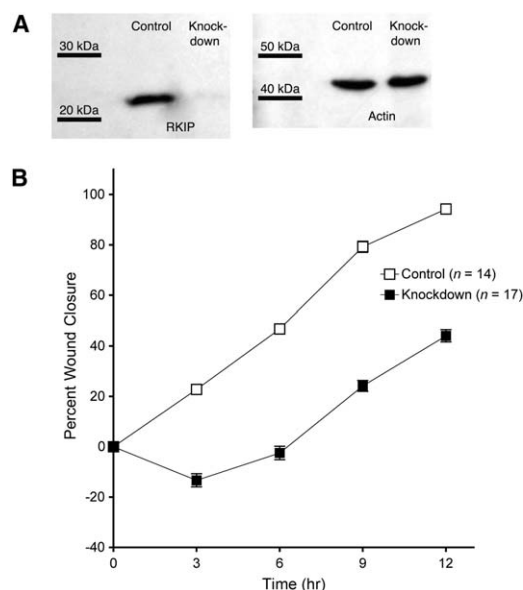 A
Control Knock-
down
30 kDa
20 kDa
RKIP
Control Knock-
down
50 kDa
40 kDa
Actin
B
Percent Wound Closure
100
80
60
40
20
0
-20
-40
Control (n = 14)
Knockdown (n = 17)
0 3 6 9 12
Time (hr)